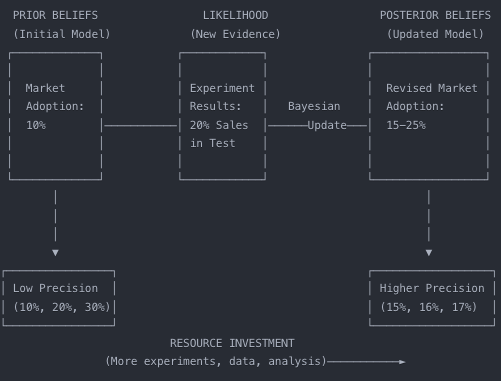 PRIOR BELIEFS LIKELIHOOD POSTERIOR BELIEFS
(Initial Model) (New Evidence) (Updated Model)
Market Experiment Revised Market
Adoption: Results: Bayesian Adoption:
10% 20% Sales Update 15–25%
in Test
Low Precision Higher Precision
(10%, 20%, 30%) (15%, 16%, 17%)
RESOURCE INVESTMENT
(More experiments, data, analysis)